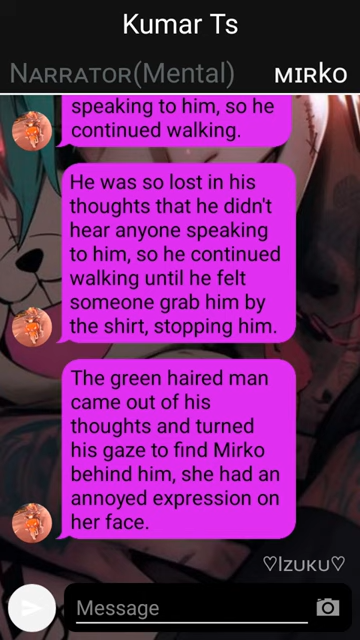 Kumar Ts
Narrator(Mental) Mirko
speaking to him, so he
continued walking.
He was so lost in his
thoughts that he didn't
hear anyone speaking
to him, so he continued
walking until he felt
someone grab him by
the shirt, stopping him.
The green haired man
came out of his
thoughts and turned
his gaze to find Mirko
behind him, she had an
annoyed expression on
her face.
♡Izuku♡
Message